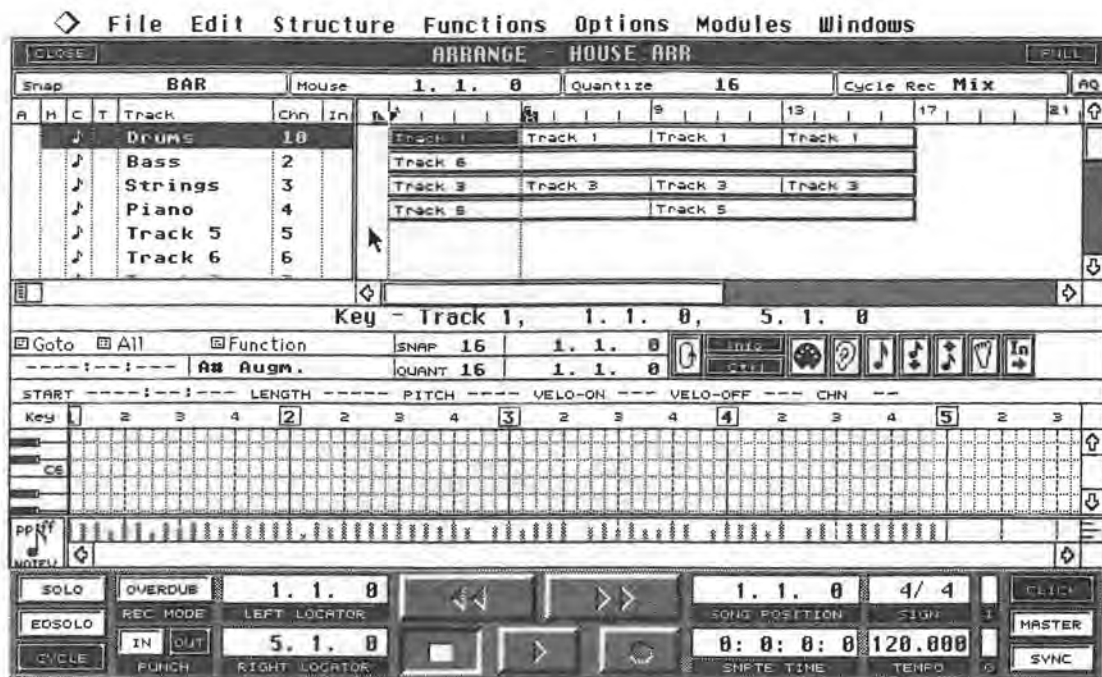 File Edit Structure Functions Options Modules Windows
CLOSE ARRANGE - HOUSE ARR FULL
Snap BAR Mouse 1. 1. 0 Quantize 16 Cycle Rec Mix AQ
A M C T Track Chn In 9 13 17 21
Drums 10 Track 1 Track 1 Track 1 Track 1
Bass 2 Track 6
Strings 3 Track 3 Track 3 Track 3 Track 3
Piano 4 Track 5 Track 5
Track 5 5
Track 6 6
Key - Track 1, 1. 1. 0, 5. 1. 0
Goto All Function SNAP 16 1. 1. 0 Info In
----:--:--- A# Augm. QUANT 16 1. 1. 0
START ----:--:--- LENGTH ----- PITCH ---- VELO-ON --- VELO-OFF --- CHN --
Key 1 2 3 4 2 2 3 4 3 2 3 4 4 2 3 4 5 2 3
C6
pp ff
SOLO OVERDUB 1. 1. 0 1. 1. 0 4/ 4 CLICK
REC MODE LEFT LOCATOR SONG POSITION SIGN
EDSOLO MASTER
IN OUT 5. 1. 0 0: 0: 0: 0 120.000
CYCLE PUNCH RIGHT LOCATOR SMPTE TIME TEMPO SYNC